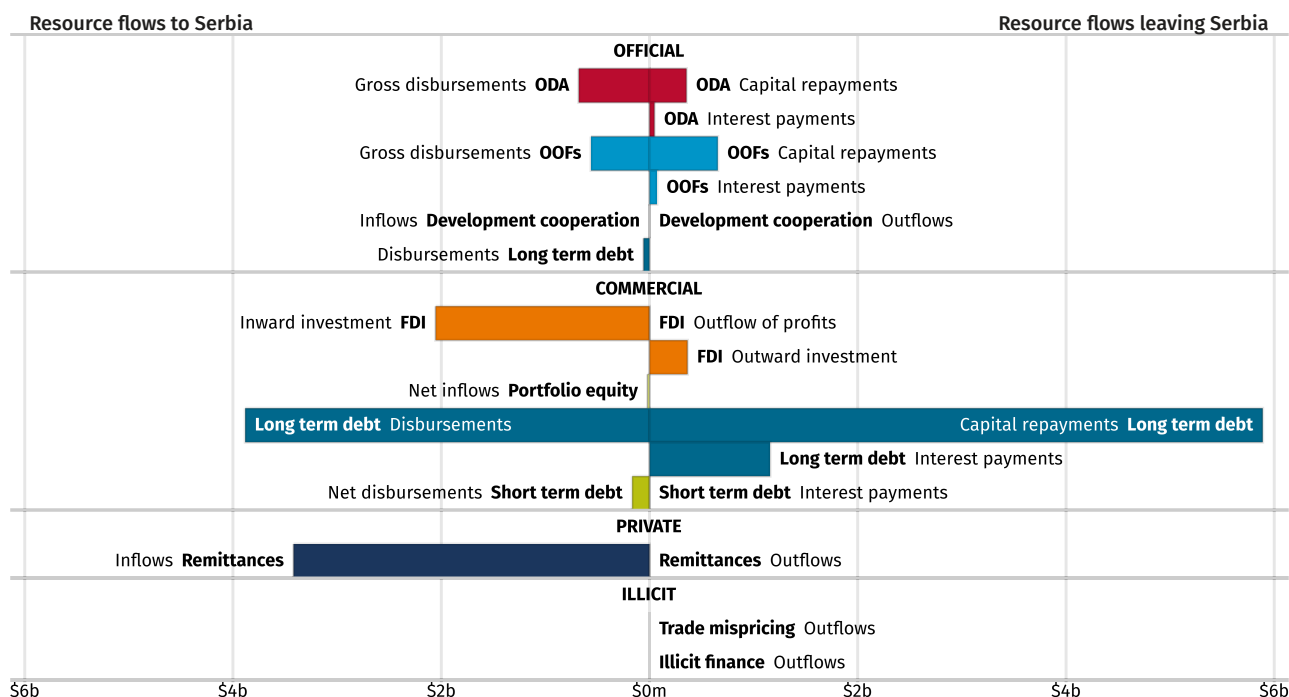 Resource flows to Serbia Resource flows leaving Serbia
OFFICIAL
Gross disbursements ODA ODA Capital repayments
ODA Interest payments
Gross disbursements OOFs OOFs Capital repayments
OOFs Interest payments
Inflows Development cooperation Development cooperation Outflows
Disbursements Long term debt
COMMERCIAL
Inward investment FDI FDI Outflow of profits
FDI Outward investment
Net inflows Portfolio equity
Long term debt Disbursements Capital repayments Long term debt
Long term debt Interest payments
Net disbursements Short term debt Short term debt Interest payments
PRIVATE
Inflows Remittances Remittances Outflows
ILLICIT
Trade mispricing Outflows
Illicit finance Outflows
$6b $4b $2b $0m $2b $4b $6b